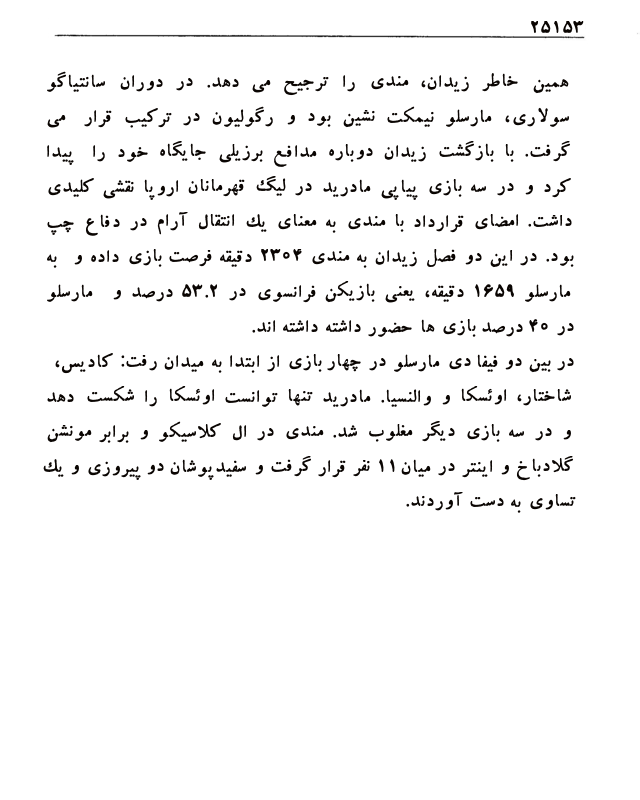 ۲۵۱۵۳
همین خاطر زیدان، مندی را ترجیح می دهد. در دوران سانتیاگو
سولاری، مارسلو نیمکت نشین بود و رگولیون در ترکیب قرار می
گرفت. با بازگشت زیدان دوباره مدافع برزیلی جایگاه خود را پیدا
کرد و در سه بازی پیاپی مادرید در لیگ قهرمانان اروپا نقشی کلیدی
داشت. امضای قرارداد با مندی به معنای یك انتقال آرام در دفاع چپ
بود. در این دو فصل زیدان به مندی ۲۳۰۴ دقیقه فرصت بازی داده و به
مارسلو ۱۶۵۹ دقیقه، یعنی بازیکن فرانسوی در ۵۳.۲ درصد و مارسلو
در ۴۰ درصد بازی ها حضور داشته داشته اند.
در بین دو فیفا دی مارسلو در چهار بازی از ابتدا به میدان رفت: کادیس،
شاختار، اوئسکا و والنسیا. مادرید تنها توانست اوئسکا را شکست دهد
و در سه بازی دیگر مغلوب شد. مندی در ال کلاسیکو و برابر مونشن
گلادباخ و اینتر در میان ۱۱ نفر قرار گرفت و سفیدپوشان دو پیروزی و یك
تساوی به دست آوردند.